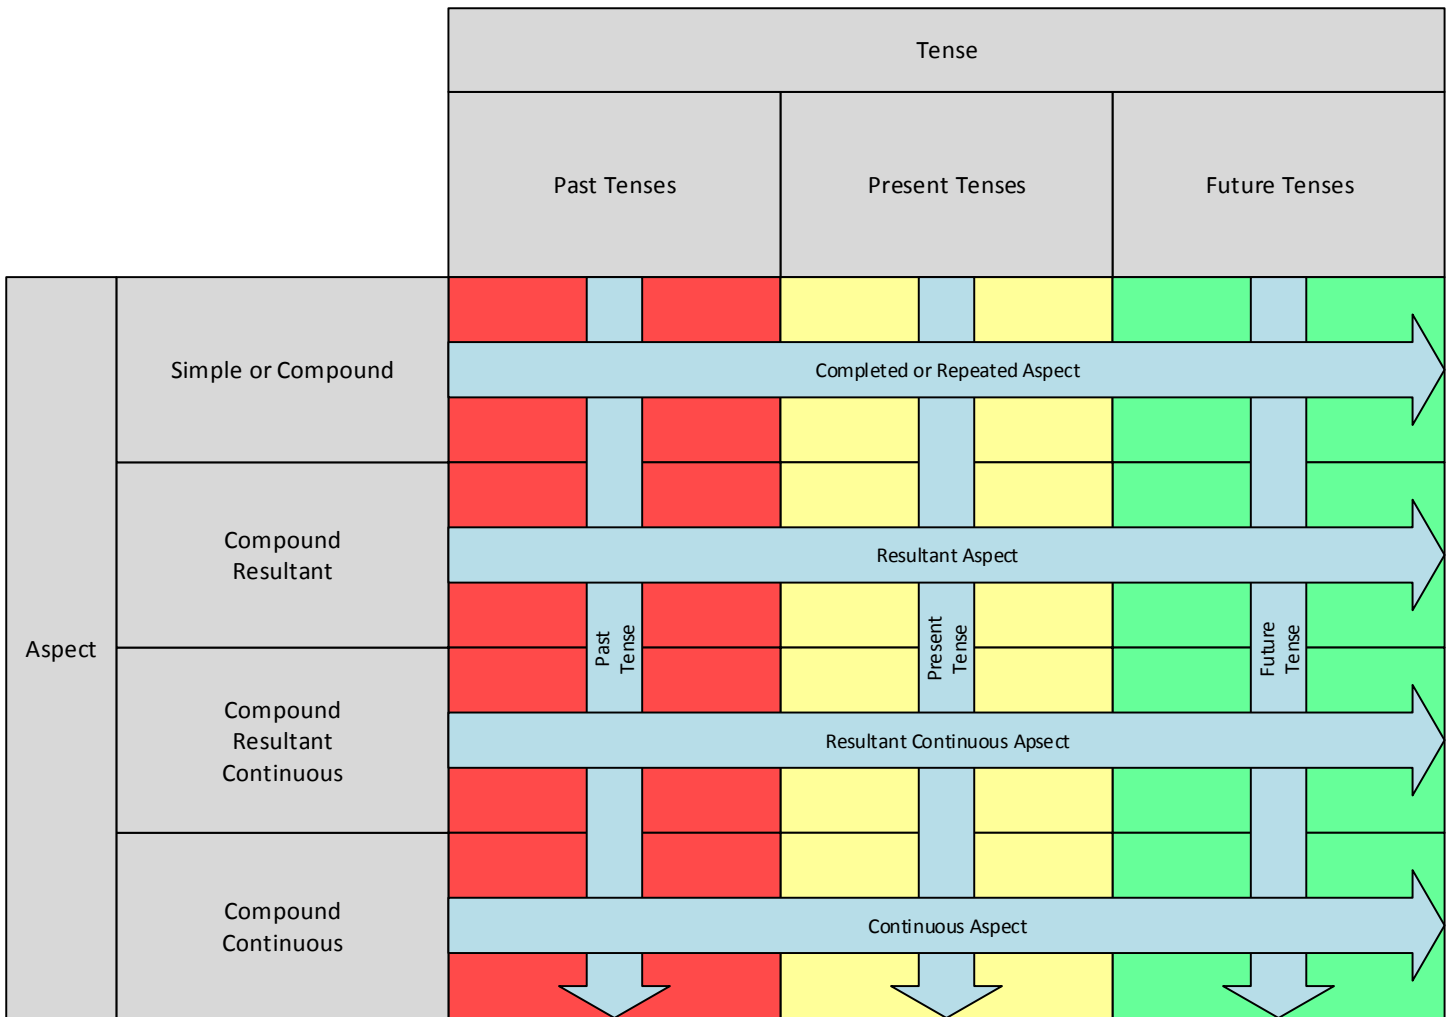 Tense
Past Tenses
Present Tenses
Future Tenses
Aspect
Simple or Compound
Completed or Repeated Aspect
Compound
Resultant
Resultant Aspect
Past
Tense
Present
Tense
Future
Tense
Compound
Resultant
Continuous
Resultant Continuous Apsect
Compound
Continuous
Continuous Aspect